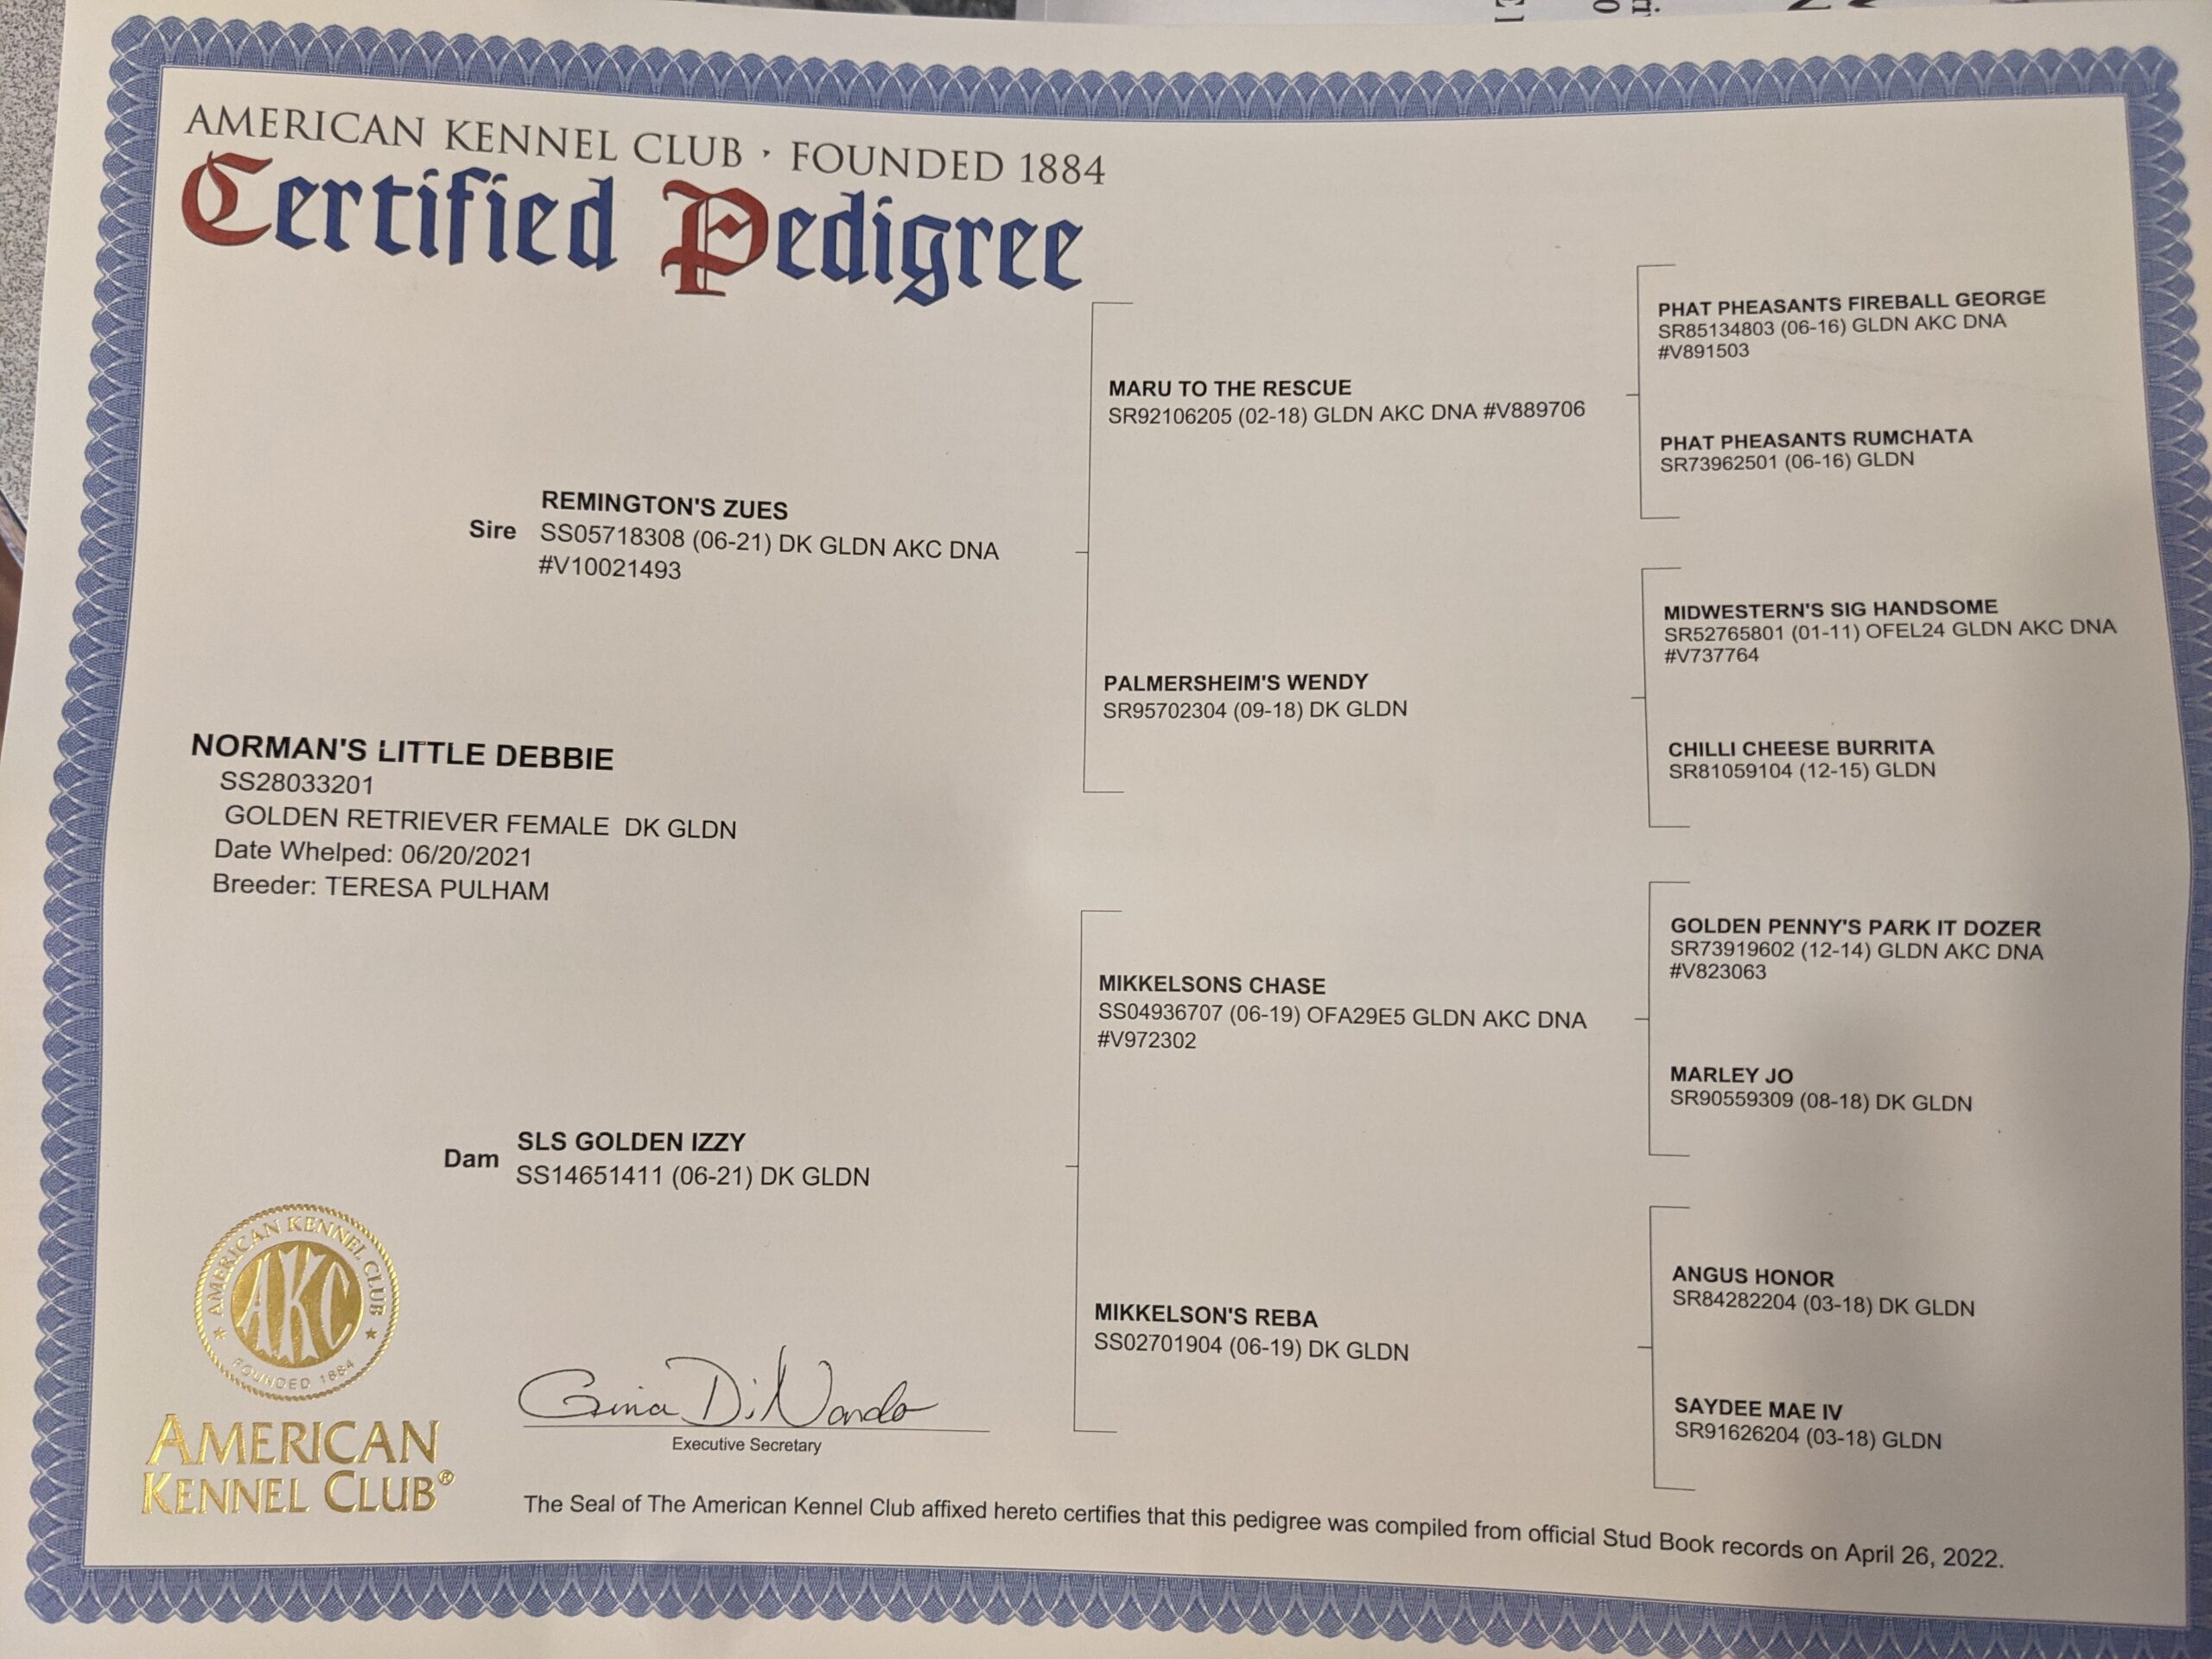 AMERICAN KENNEL CLUB · FOUNDED 1884
Certified Pedigree
PHAT PHEASANTS FIREBALL GEORGE
SR85134803 (06-16) GLDN AKC DNA
#V891503
MARU TO THE RESCUE
SR92106205 (02-18) GLDN AKC DNA #V889706
PHAT PHEASANTS RUMCHATA
SR73962501 (06-16) GLDN
Sire
REMINGTON'S ZUES
SS05718308 (06-21) DK GLDN AKC DNA
#V10021493
MIDWESTERN'S SIG HANDSOME
SR52765801 (01-11) OFEL24 GLDN AKC DNA
#V737764
PALMERSHEIM'S WENDY
SR95702304 (09-18) DK GLDN
CHILLI CHEESE BURRITA
SR81059104 (12-15) GLDN
NORMAN'S LITTLE DEBBIE
SS28033201
GOLDEN RETRIEVER FEMALE DK GLDN
Date Whelped: 06/20/2021
Breeder: TERESA PULHAM
GOLDEN PENNY'S PARK IT DOZER
SR73919602 (12-14) GLDN AKC DNA
#V823063
MIKKELSONS CHASE
SS04936707 (06-19) OFA29E5 GLDN AKC DNA
#V972302
MARLEY JO
SR90559309 (08-18) DK GLDN
Dam
SLS GOLDEN IZZY
SS14651411 (06-21) DK GLDN
ANGUS HONOR
SR84282204 (03-18) DK GLDN
MIKKELSON'S REBA
SS02701904 (06-19) DK GLDN
SAYDEE MAE IV
SR91626204 (03-18) GLDN
AMERICAN KENNEL CLUB
AKC
FOUNDED 1884
AMERICAN
KENNEL CLUB®
Gina DiNardo
Executive Secretary
The Seal of The American Kennel Club affixed hereto certifies that this pedigree was compiled from official Stud Book records on April 26, 2022.